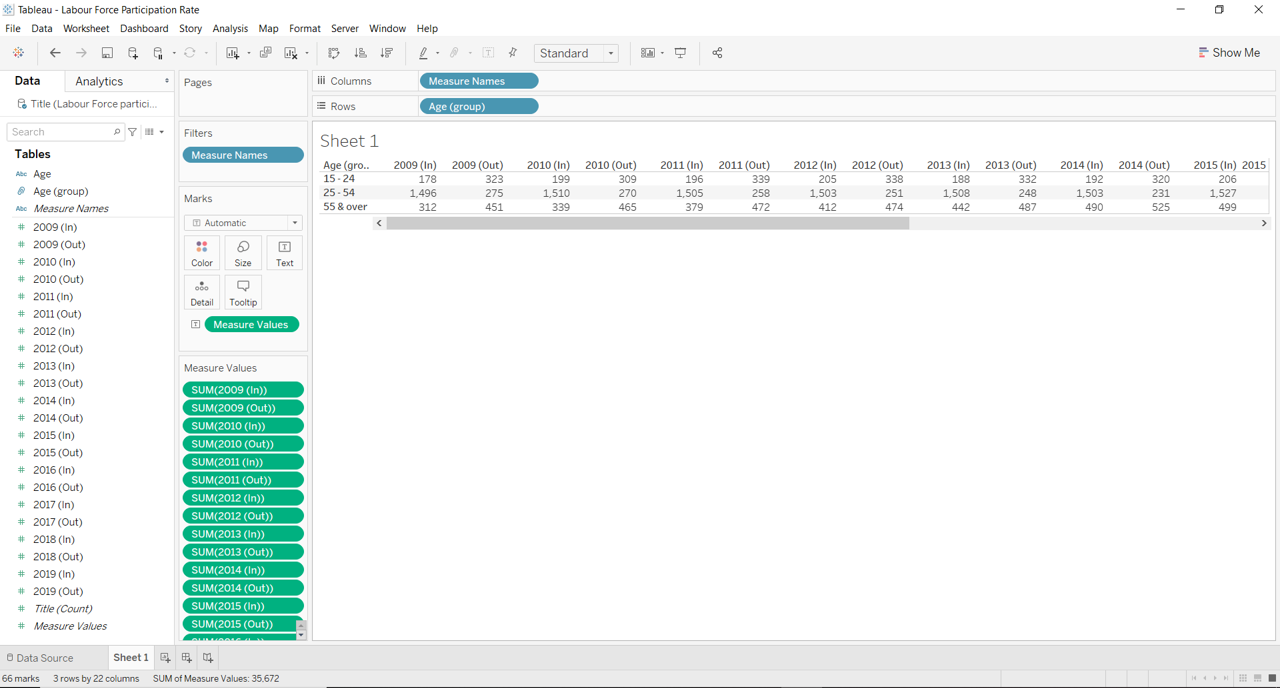 Tableau - Labour Force Participation Rate
File Data Worksheet Dashboard Story Analysis Map Format Server Window Help
Standard
Show Me
Data Analytics
Title (Labour Force partici...
Search
Tables
Abc Age
Age (group)
Abc Measure Names
2009 (In)
2009 (Out)
2010 (In)
2010 (Out)
2011 (In)
2011 (Out)
2012 (In)
2012 (Out)
2013 (In)
2013 (Out)
2014 (In)
2014 (Out)
2015 (In)
2015 (Out)
2016 (In)
2016 (Out)
2017 (In)
2017 (Out)
2018 (In)
2018 (Out)
2019 (In)
2019 (Out)
Title (Count)
Measure Values
Pages
Filters
Measure Names
Marks
Automatic
Color Size Text
Detail Tooltip
Measure Values
Measure Values
SUM(2009 (In))
SUM(2009 (Out))
SUM(2010 (In))
SUM(2010 (Out))
SUM(2011 (In))
SUM(2011 (Out))
SUM(2012 (In))
SUM(2012 (Out))
SUM(2013 (In))
SUM(2013 (Out))
SUM(2014 (In))
SUM(2014 (Out))
SUM(2015 (In))
SUM(2015 (Out))
Columns Measure Names
Rows Age (group)
Sheet 1
Age (gro.. 2009 (In) 2009 (Out) 2010 (In) 2010 (Out) 2011 (In) 2011 (Out) 2012 (In) 2012 (Out) 2013 (In) 2013 (Out) 2014 (In) 2014 (Out) 2015 (In) 2015
15 - 24 178 323 199 309 196 339 205 338 188 332 192 320 206
25 - 54 1,496 275 1,510 270 1,505 258 1,503 251 1,508 248 1,503 231 1,527
55 & over 312 451 339 465 379 472 412 474 442 487 490 525 499
Data Source Sheet 1
66 marks 3 rows by 22 columns SUM of Measure Values: 35,672